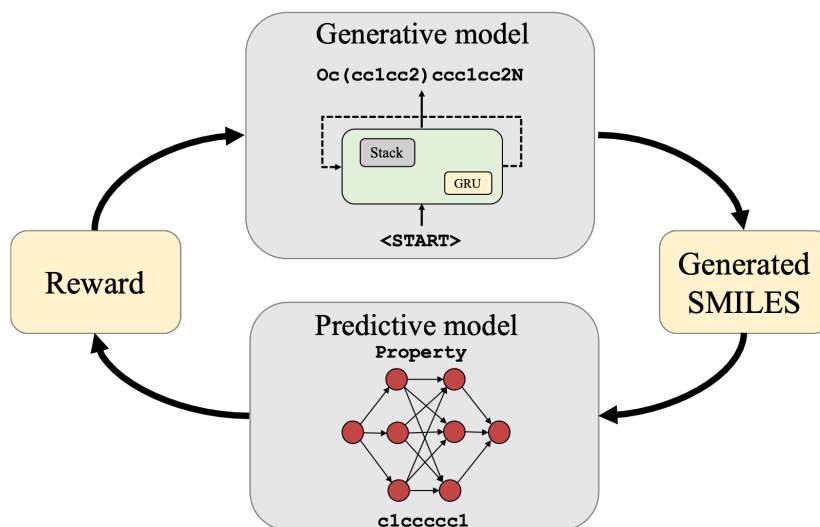 Generative model
Oc(cc1cc2)ccc1cc2N
Stack
GRU
<START>
Reward
Generated
SMILES
Predictive model
Property
c1ccccc1